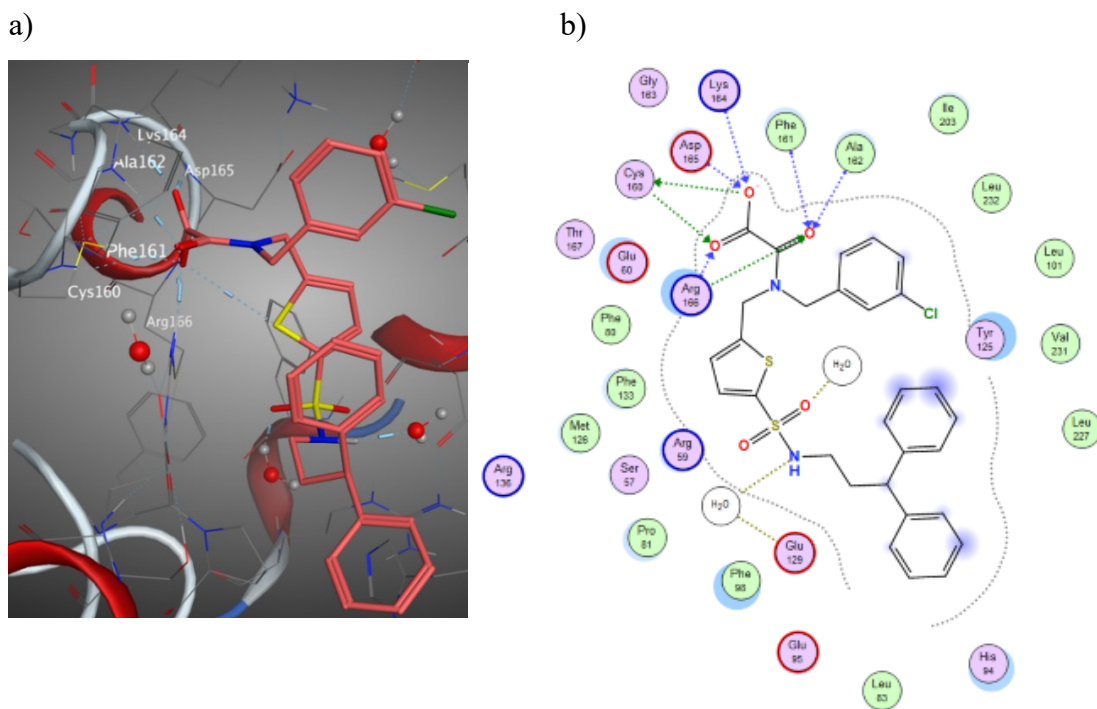 a)
b)
Lys164
Ala162
Asp165
Phe161
Cys160
Arg166
Gly
163
Lys
164
Asp
165
Phe
161
Ala
162
Ile
203
Cys
160
Leu
232
Thr
167
Glu
60
Arg
166
Leu
101
O
O
O
N
Cl
Phe
80
Tyr
125
Val
231
Phe
133
S
H₂O
Met
126
Arg
59
O
S
O
Leu
227
Arg
136
Ser
57
N
H
H₂O
Pro
81
Glu
129
Phe
98
Glu
95
His
94
Leu
83